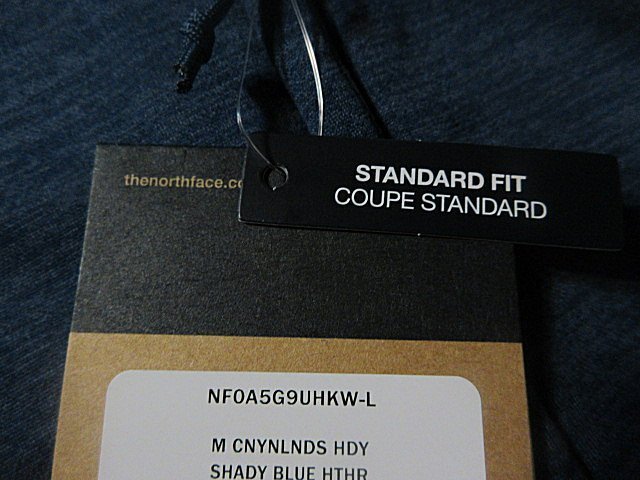 STANDARD FIT
COUPE STANDARD
thenorthface.co
NF0A5G9UHKW-L
M CNYNLNDS HDY
SHADY BLUE HTHR